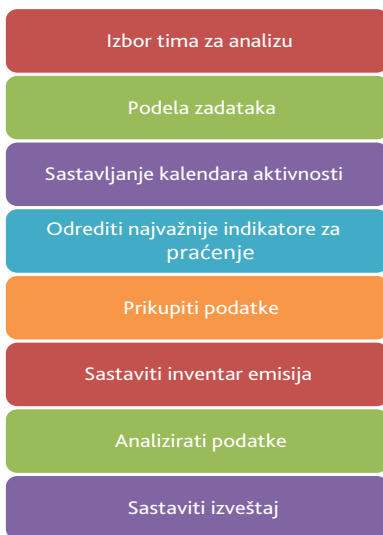 Izbor tima za analizu
Podela zadataka
Sastavljanje kalendara aktivnosti
Odrediti najvažnije indikatore za
praćenje
Prikupiti podatke
Sastaviti inventar emisija
Analizirati podatke
Sastaviti izveštaj